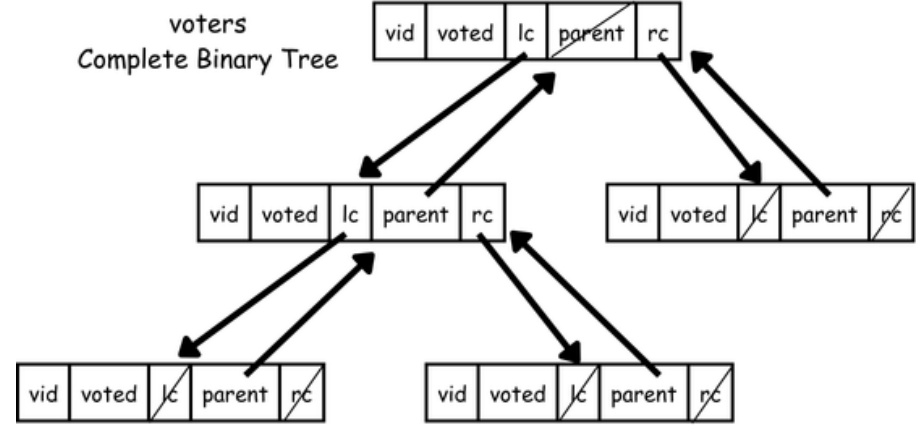 voters
Complete Binary Tree
vid voted lc parent rc
vid voted lc parent rc
vid voted lc parent rc
vid voted lc parent rc
vid voted lc parent rc